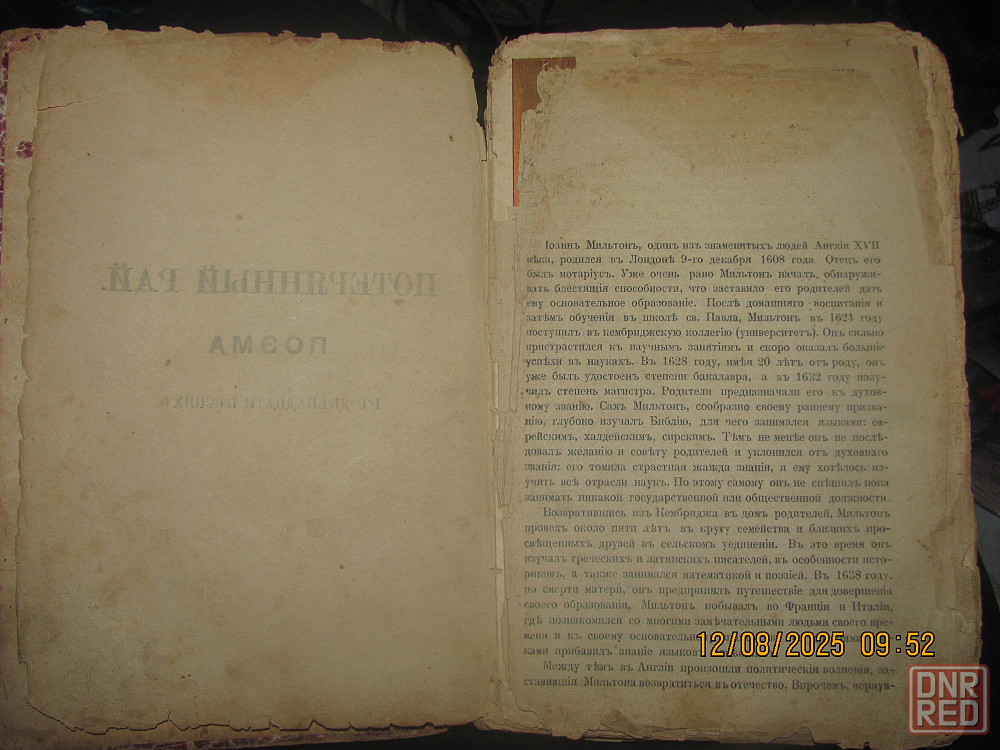 ПОТЕРЯННЫЙ РАЙ.
ПОЭМА
Іоаннъ Мильтонъ, одинъ изъ знаменитыхъ людей Англіи XVII
вѣка, родился въ Лондонѣ 9-го декабря 1608 года. Отецъ его
былъ нотаріусъ. Уже очень рано Мильтонъ началъ обнаружи-
вать блестящія способности, что заставило его родителей дать
ему основательное образованіе. Послѣ домашняго воспитанія и
затѣмъ обученія въ школѣ св. Павла, Мильтонъ въ 1624 году
поступилъ въ кембриджскую коллегію (университетъ). Онъ сильно
пристрастился къ научнымъ занятіямъ и скоро оказалъ большіе
успѣхи въ наукахъ. Въ 1628 году, имѣя 20 лѣтъ отъ роду, онъ
уже былъ удостоенъ степени бакалавра, а въ 1632 году полу-
чилъ степень магистра. Родители предназначали его къ духов-
ному званію. Самъ Мильтонъ, сообразно своему раннему призва-
нію, глубоко изучалъ Библію, для чего занимался языками: ев-
рейскимъ, халдейскимъ, сирскимъ. Тѣмъ не менѣе онъ не послѣ-
довалъ желанію и совѣту родителей и уклонился отъ духовнаго
званія: его томила страстная жажда знанія, и ему хотѣлось из-
учить всѣ отрасли наукъ. По этому самому онъ не спѣшилъ пока
занимать никакой государственной или общественной должности.
Возвратившись изъ Кембриджа въ домъ родителей, Мильтонъ
провелъ около пяти лѣтъ въ кругу семейства и близкихъ про-
свѣщенныхъ друзей въ сельскомъ уединеніи. Въ это время онъ
изучалъ греческихъ и латинскихъ писателей, въ особенности исто-
риковъ, а также занимался математикой и поэзіей. Въ 1638 году,
по смерти матери, онъ предпринялъ путешествіе для довершенія
своего образованія. Мильтонъ побывалъ во Франціи и Италіи,
гдѣ познакомился со многими замѣчательными людьми своего вре-
мени и къ своему основательн
ками прибавилъ знаніе языковъ
Между тѣмъ въ Англіи произошли политическія волненія, за-
ставившія Мильтона возвратиться въ отечество. Впрочемъ, вернув-
12/08/2025 09:52
DNR
RED